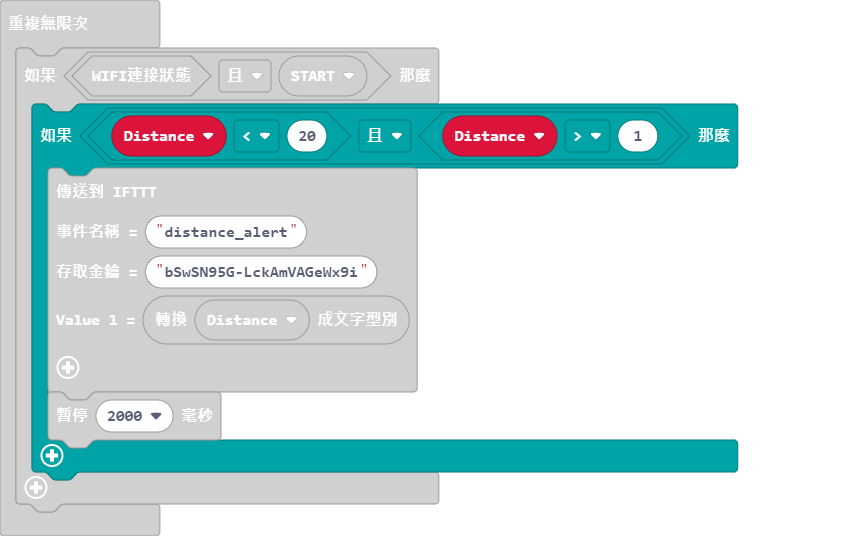 重複無限次
如果 WIFI連接狀態 且 START 那麼
如果 Distance < 20 且 Distance > 1 那麼
傳送到 IFTTT
事件名稱 = "distance_alert"
存取金鑰 = "bSwSN95G-LckAmVAGeWx9i"
Value 1 = 轉換 Distance 成文字型別
暫停 2000 毫秒